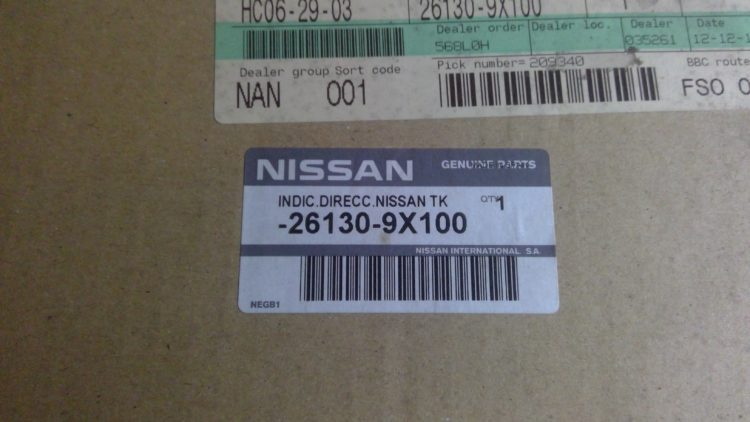 HC06-29-03 26130-9X100 1
Dealer order Dealer loc. Dealer Date
568L0H 035261 12-12-1
Pick number= 209340 BBC route
Dealer group Sort code
NAN 001 FSO 0
NISSAN GENUINE PARTS
INDIC.DIRECC.NISSAN TK QTY 1
-26130-9X100
NISSAN INTERNATIONAL S.A.
NEGB1